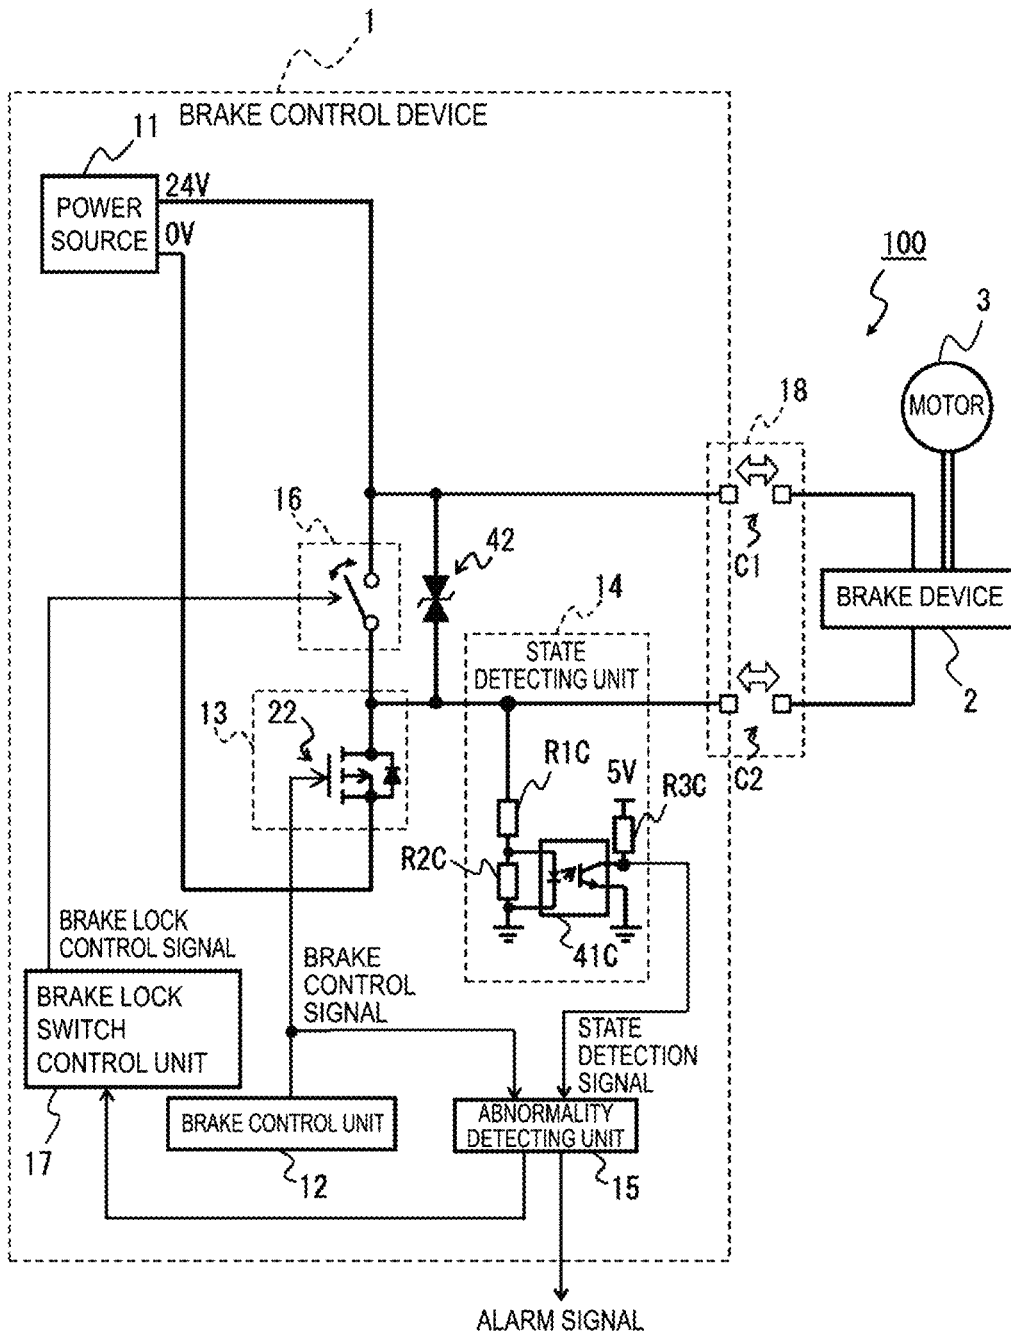 1
BRAKE CONTROL DEVICE
11
POWER
SOURCE
24V
0V
100
3
MOTOR
18
16
42
C1
14
BRAKE DEVICE
STATE
DETECTING UNIT
2
13
22
C2
R1C
5V
R3C
R2C
41C
BRAKE LOCK
CONTROL SIGNAL
BRAKE
CONTROL
SIGNAL
BRAKE LOCK
SWITCH
CONTROL UNIT
STATE
DETECTION
SIGNAL
17
BRAKE CONTROL UNIT
12
ABNORMALITY
DETECTING UNIT
15
ALARM SIGNAL